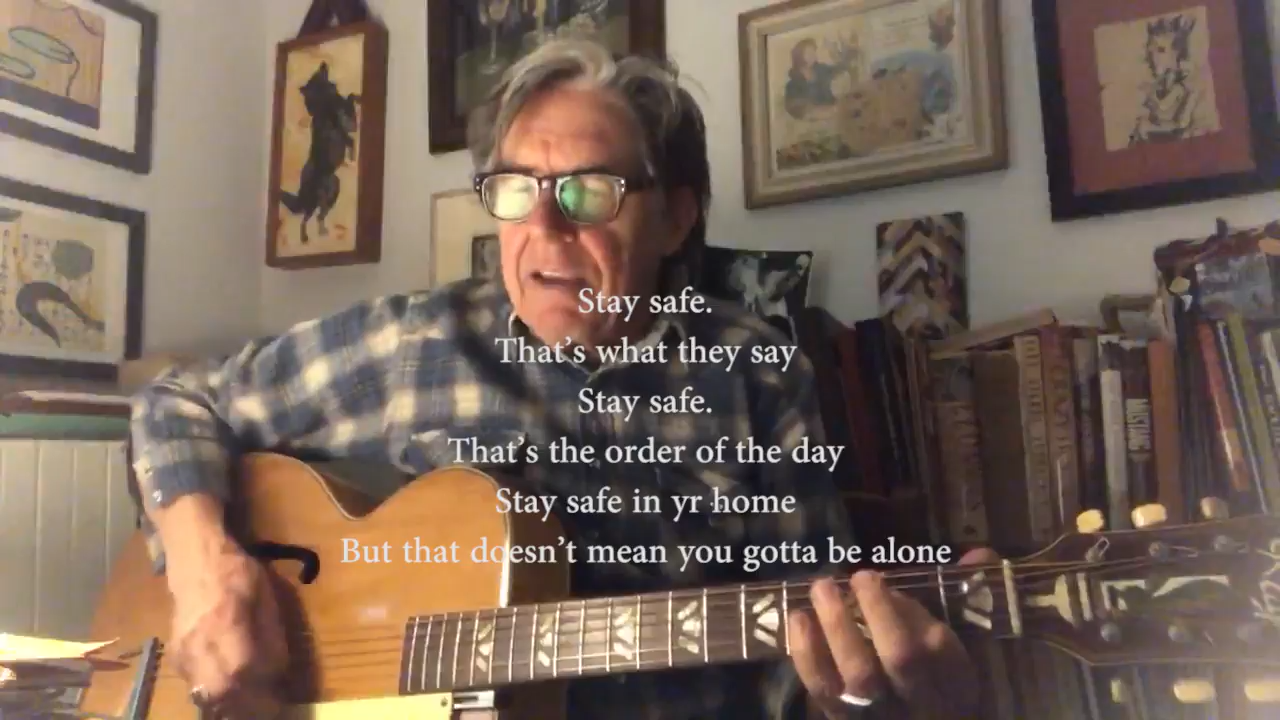 Stay safe.
That's what they say
Stay safe.
That's the order of the day
Stay safe in yr home
But that doesn't mean you gotta be alone
MUSTANG